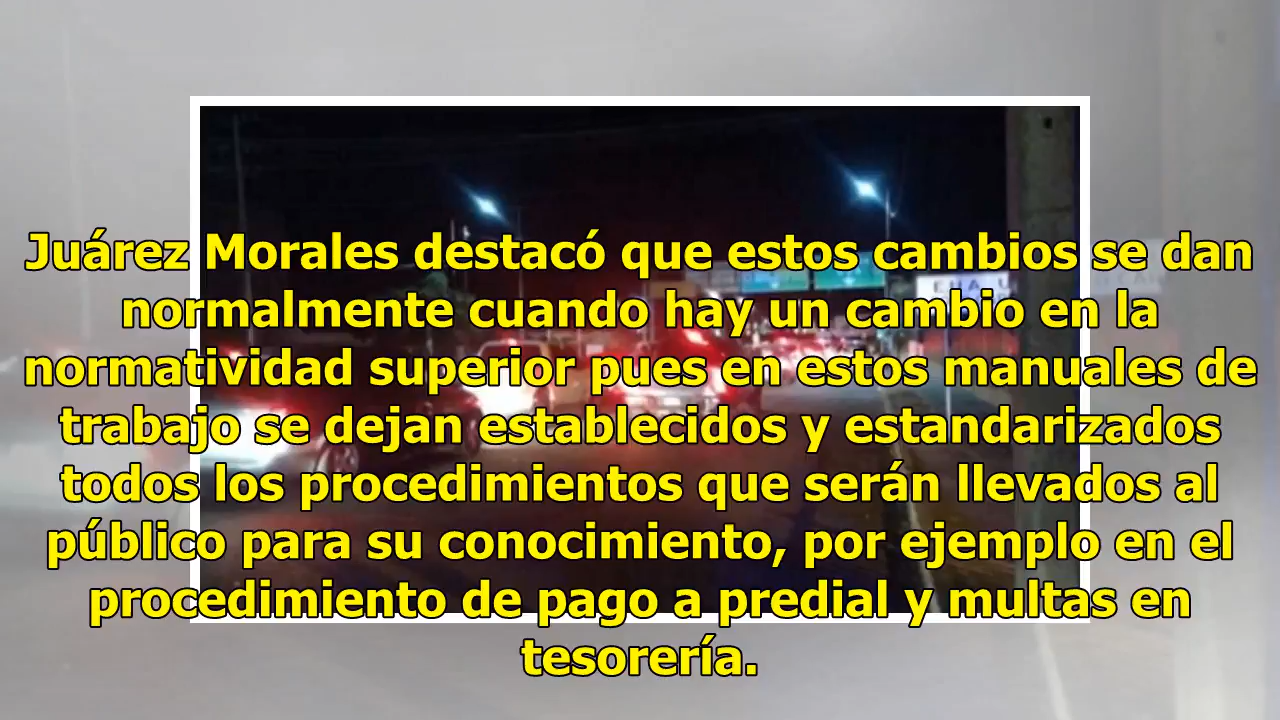 Juárez Morales destacó que estos cambios se dan
normalmente cuando hay un cambio en la
normatividad superior pues en estos manuales de
trabajo se dejan establecidos y estandarizados
todos los procedimientos que serán llevados al
público para su conocimiento, por ejemplo en el
procedimiento de pago a predial y multas en
tesorería.